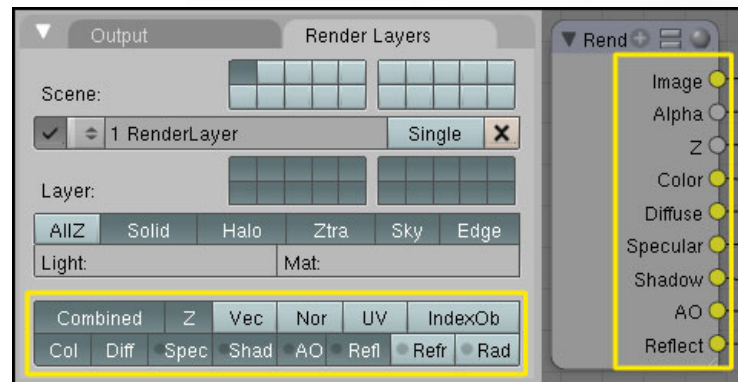 Output
Render Layers
Scene:
1 RenderLayer
Single
X
Layer:
AllZ Solid Halo Ztra Sky Edge
Light:
Mat:
Combined Z Vec Nor UV IndexOb
Col Diff Spec Shad AO Refl Refr Rad
Rend
Image
Alpha
Z
Color
Diffuse
Specular
Shadow
AO
Reflect